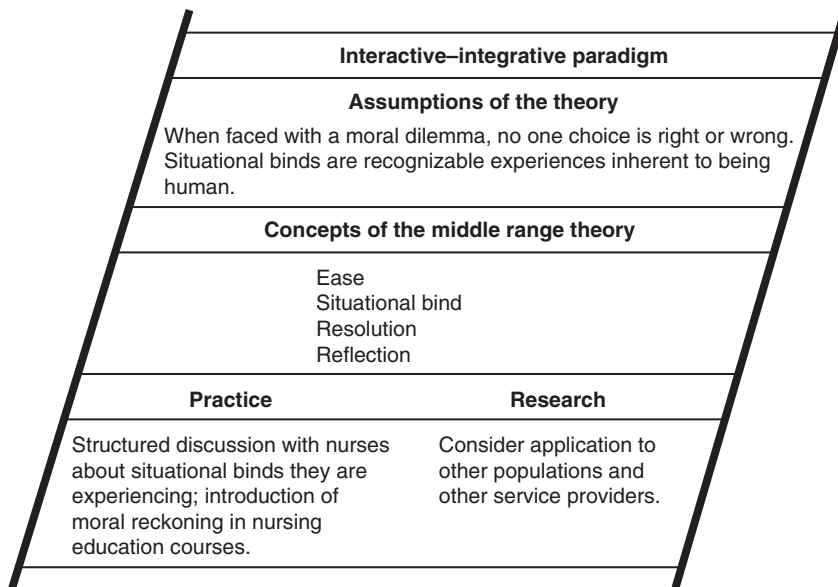 Interactive–integrative paradigm
Assumptions of the theory
When faced with a moral dilemma, no one choice is right or wrong.
Situational binds are recognizable experiences inherent to being
human.
Concepts of the middle range theory
Ease
Situational bind
Resolution
Reflection
Practice
Structured discussion with nurses
about situational binds they are
experiencing; introduction of
moral reckoning in nursing
education courses.
Research
Consider application to
other populations and
other service providers.